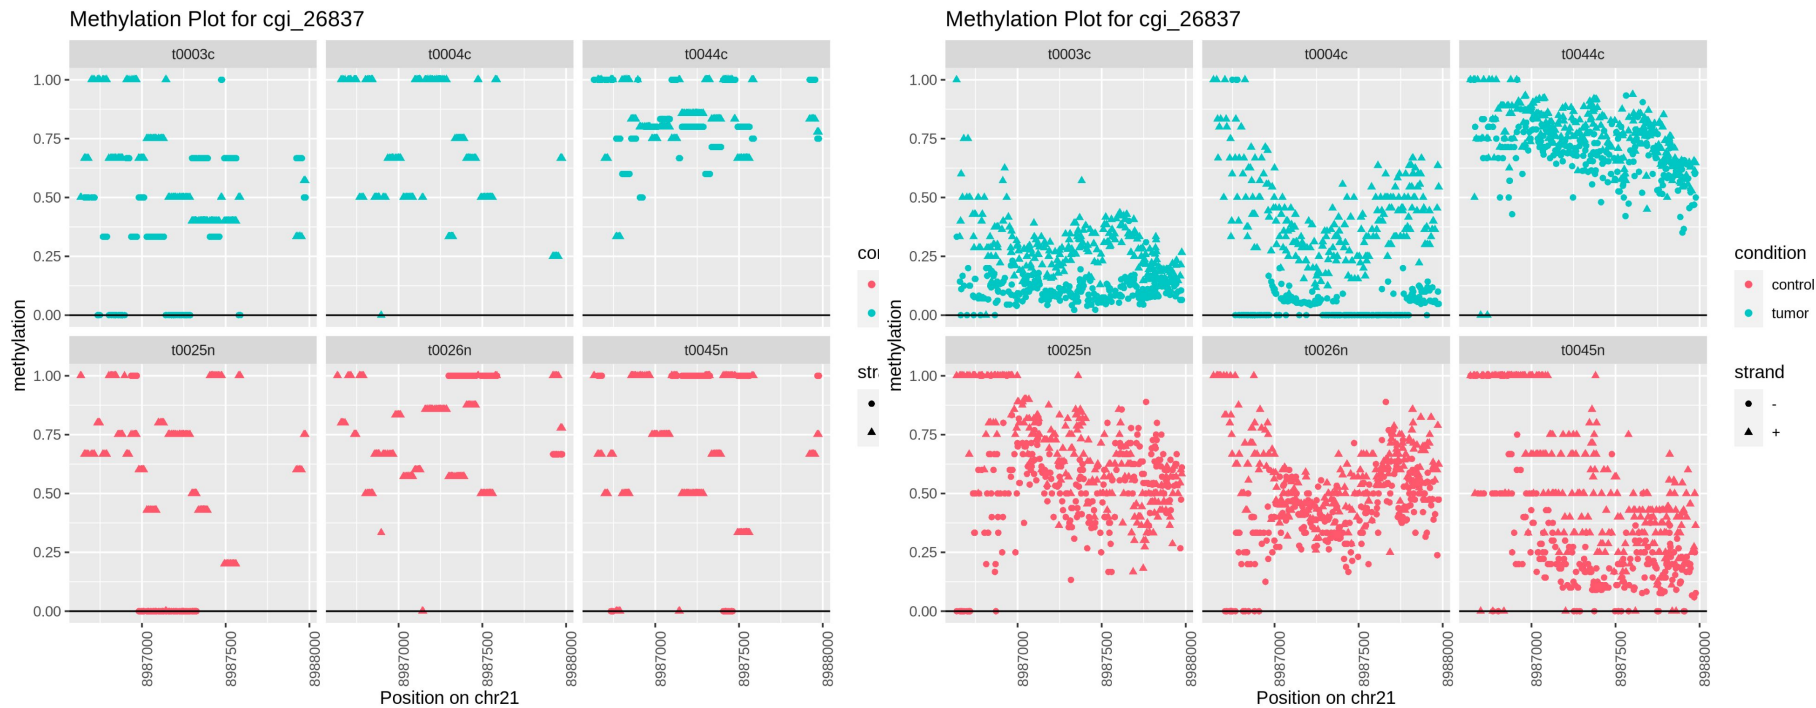 Methylation Plot for cgi_26837
t0003c
t0004c
t0044c
1.00
0.75
0.50
0.25
0.00
t0025n
t0026n
t0045n
1.00
0.75
0.50
0.25
0.00
methylation
8987000
8987500
8988000
8987000
8987500
8988000
8987000
8987500
8988000
Position on chr21
cor
str
Methylation Plot for cgi_26837
t0003c
t0004c
t0044c
1.00
0.75
0.50
0.25
0.00
t0025n
t0026n
t0045n
1.00
0.75
0.50
0.25
0.00
methylation
8987000
8987500
8988000
8987000
8987500
8988000
8987000
8987500
8988000
Position on chr21
condition
control
tumor
strand
-
+